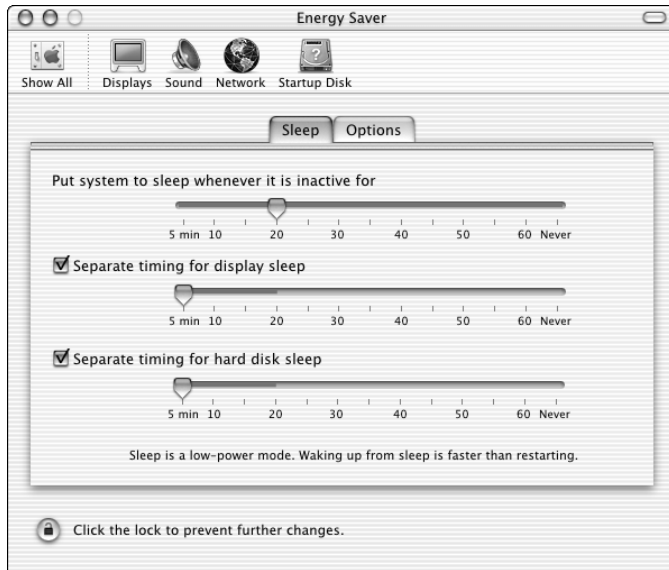 Energy Saver
Show All Displays Sound Network Startup Disk
Sleep Options
Put system to sleep whenever it is inactive for
5 min 10 20 30 40 50 60 Never
Separate timing for display sleep
5 min 10 20 30 40 50 60 Never
Separate timing for hard disk sleep
5 min 10 20 30 40 50 60 Never
Sleep is a low-power mode. Waking up from sleep is faster than restarting.
Click the lock to prevent further changes.